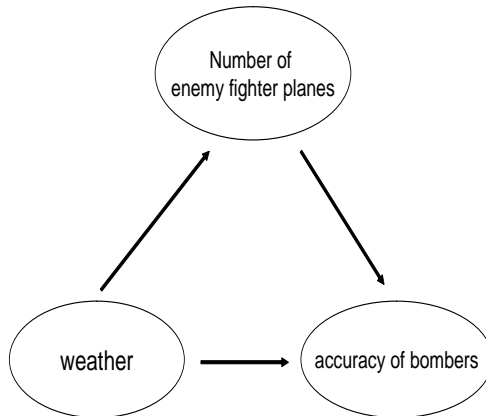 Number of
enemy fighter planes
weather
accuracy of bombers